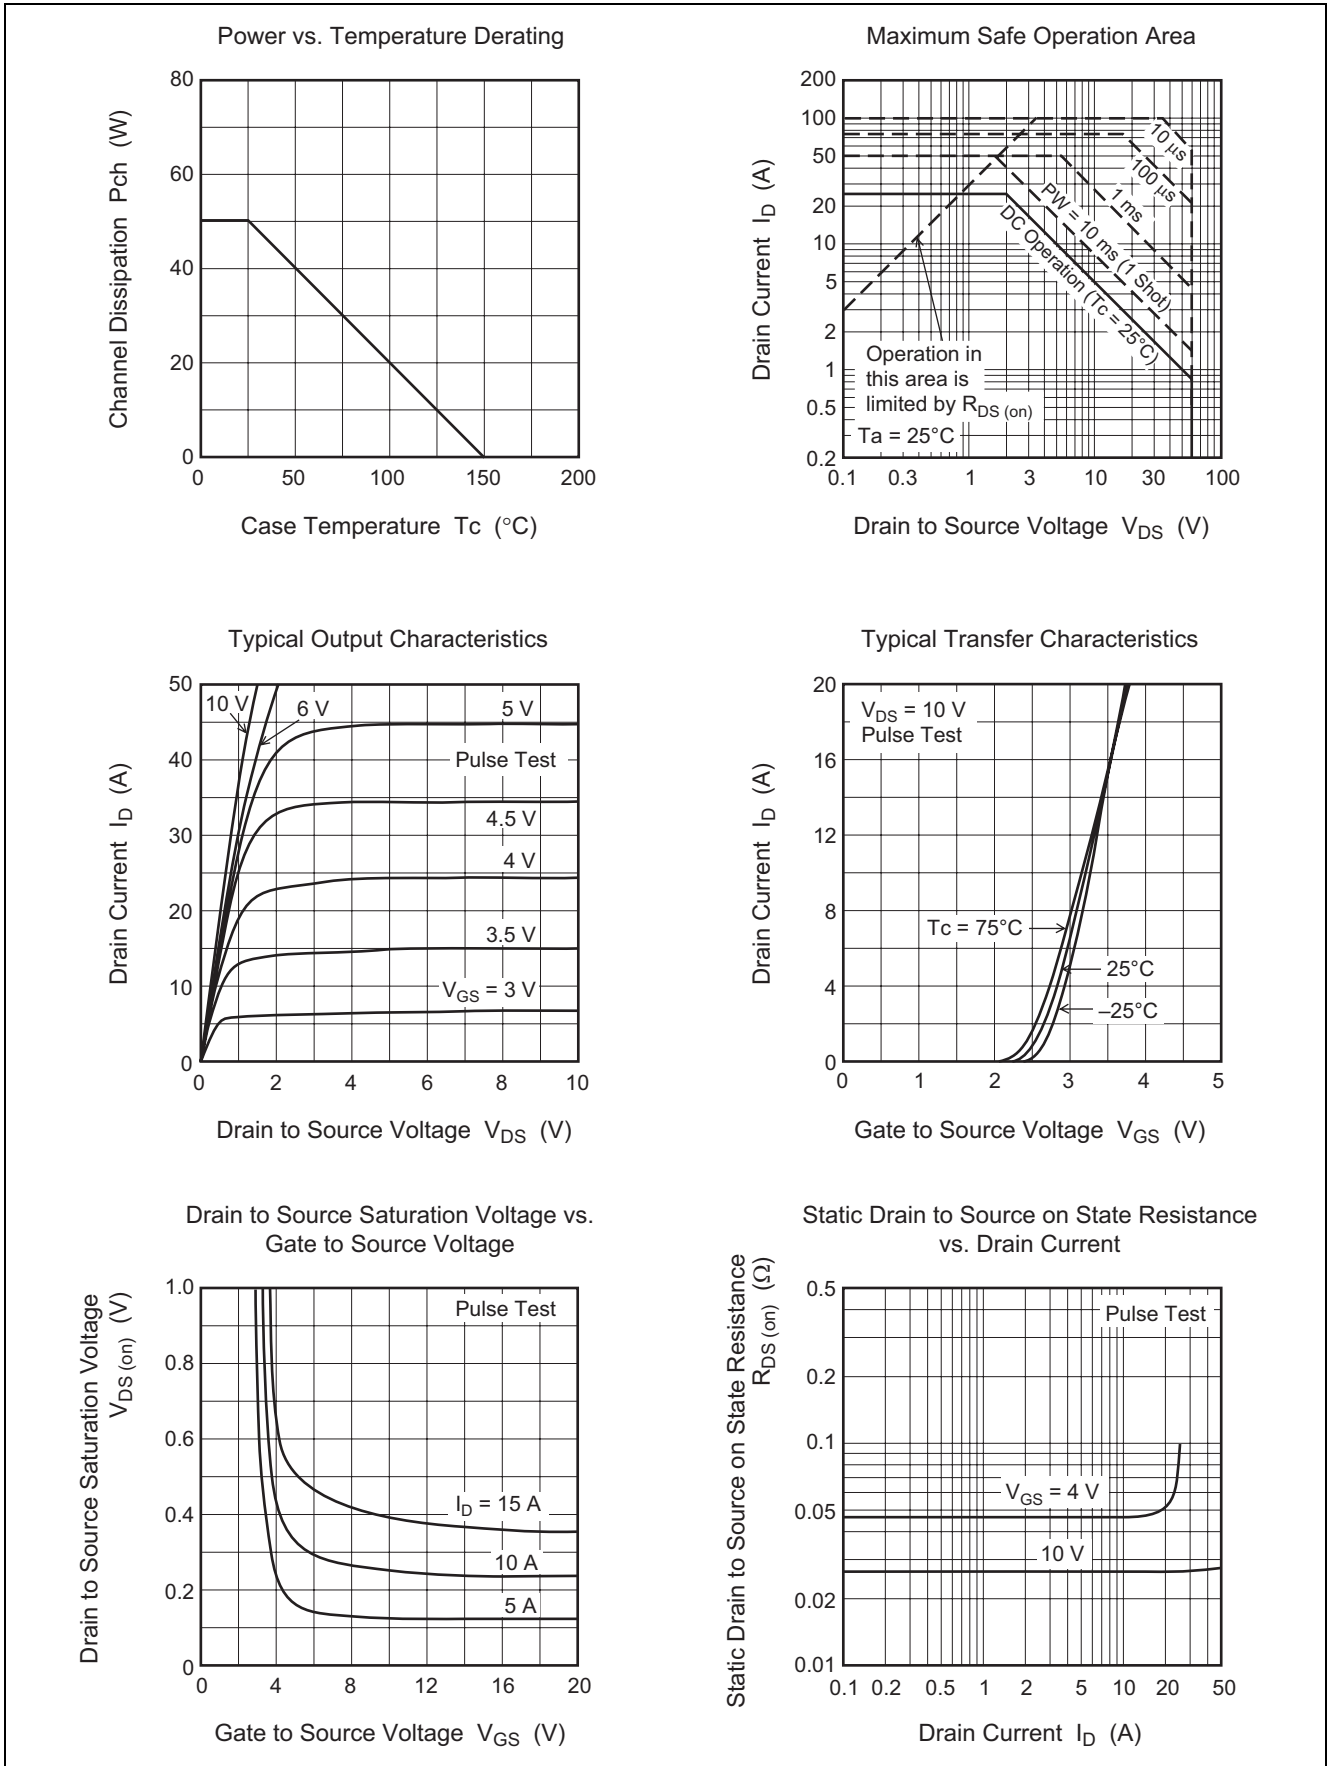 Power vs. Temperature Derating
80
60
40
20
0
0 50 100 150 200
Channel Dissipation Pch (W)
Case Temperature Tc (°C)
Maximum Safe Operation Area
200
100
50
20
10
5
2
1
0.5
0.2
0.1 0.3 1 3 10 30 100
Drain Current ID (A)
10 μs
100 μs
1 ms
PW = 10 ms (1 Shot)
DC Operation (Tc = 25°C)
Operation in
this area is
limited by RDS (on)
Ta = 25°C
Drain to Source Voltage VDS (V)
Typical Output Characteristics
50
40
30
20
10
0
0 2 4 6 8 10
Drain Current ID (A)
10 V
6 V
5 V
Pulse Test
4.5 V
4 V
3.5 V
VGS = 3 V
Drain to Source Voltage VDS (V)
Typical Transfer Characteristics
20
16
12
8
4
0
0 1 2 3 4 5
Drain Current ID (A)
VDS = 10 V
Pulse Test
Tc = 75°C
25°C
–25°C
Gate to Source Voltage VGS (V)
Drain to Source Saturation Voltage vs.
Gate to Source Voltage
1.0
0.8
0.6
0.4
0.2
0
0 4 8 12 16 20
Drain to Source Saturation Voltage
VDS (on) (V)
Pulse Test
ID = 15 A
10 A
5 A
Gate to Source Voltage VGS (V)
Static Drain to Source on State Resistance
vs. Drain Current
0.5
0.2
0.1
0.05
0.02
0.01
0.1 0.2 0.5 1 2 5 10 20 50
Static Drain to Source on State Resistance
RDS (on) (Ω)
Pulse Test
VGS = 4 V
10 V
Drain Current ID (A)